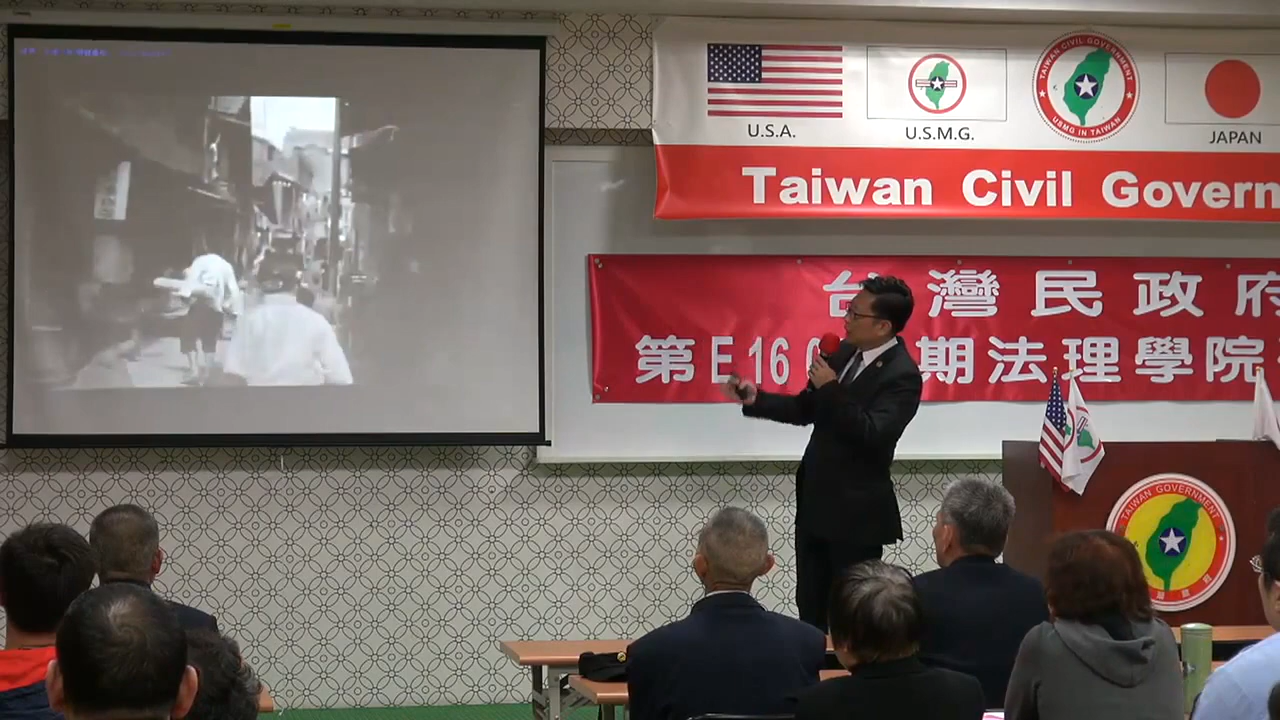 U.S.A.
U.S.M.G.
TAIWAN CIVIL GOVERNMENT
USMG IN TAIWAN
JAPAN
Taiwan Civil Govern
台灣民政府
第E16 期法理學院
TAIWAN GOVERNMENT